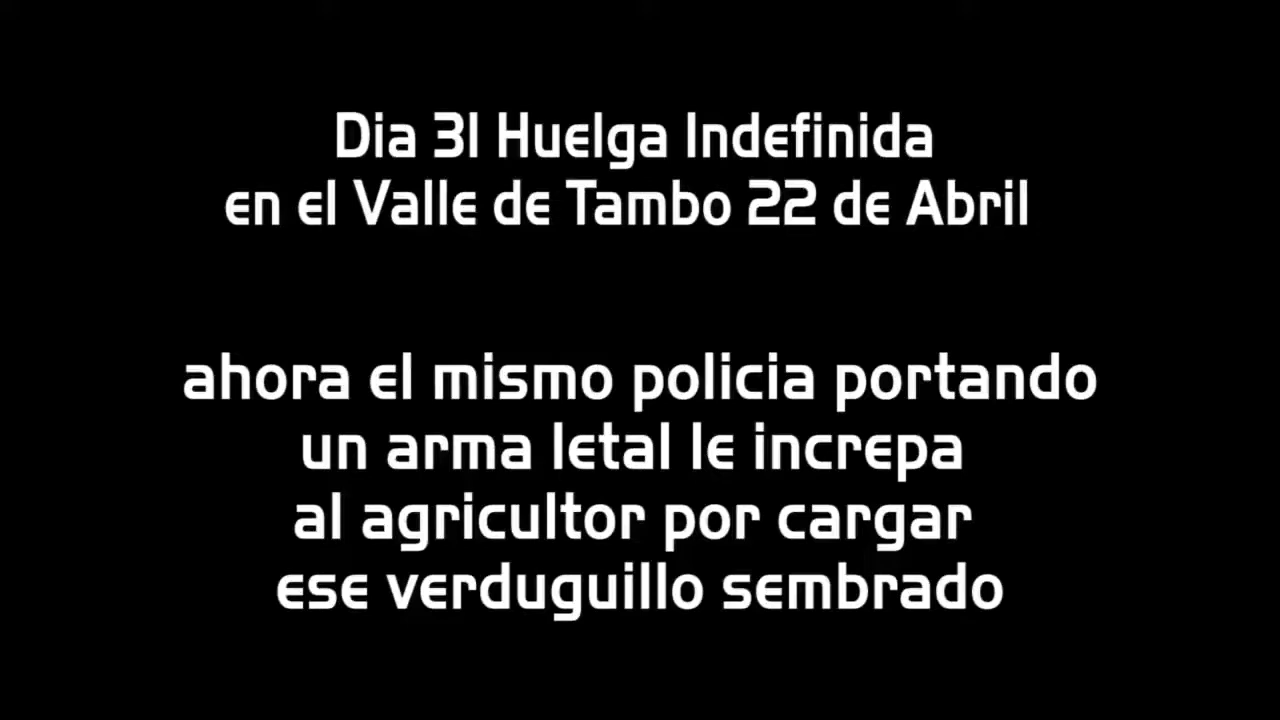 Dia 31 Huelga Indefinida
en el Valle de Tambo 22 de Abril
ahora el mismo policia portando
un arma letal le increpa
al agricultor por cargar
ese verduguillo sembrado